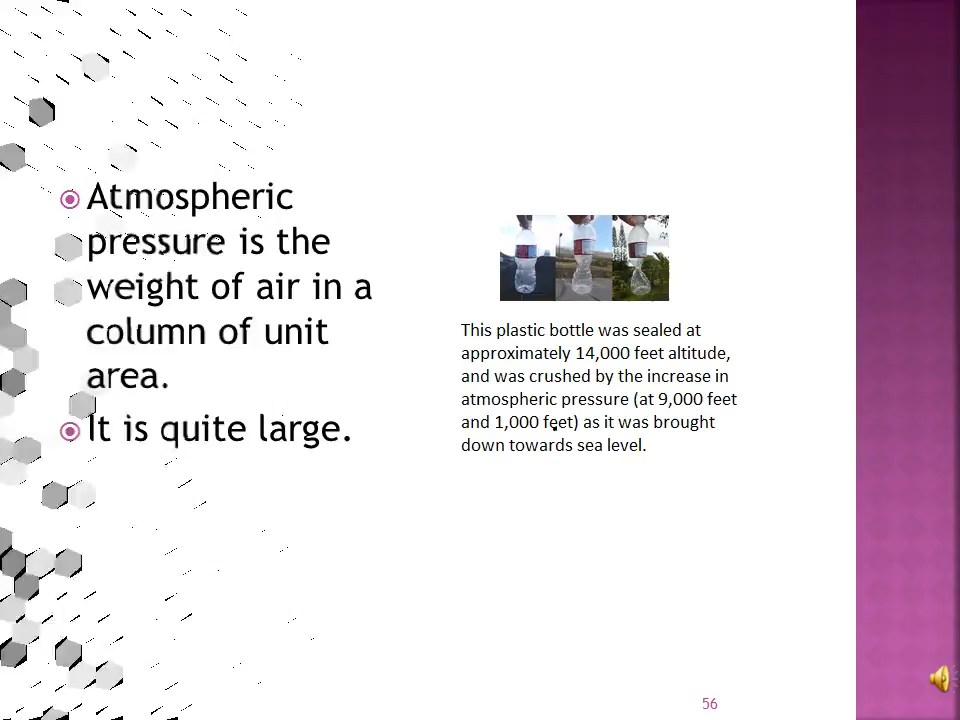 Atmospheric
pressure is the
weight of air in a
column of unit
area.
It is quite large.
This plastic bottle was sealed at
approximately 14,000 feet altitude,
and was crushed by the increase in
atmospheric pressure (at 9,000 feet
and 1,000 feet) as it was brought
down towards sea level.
56